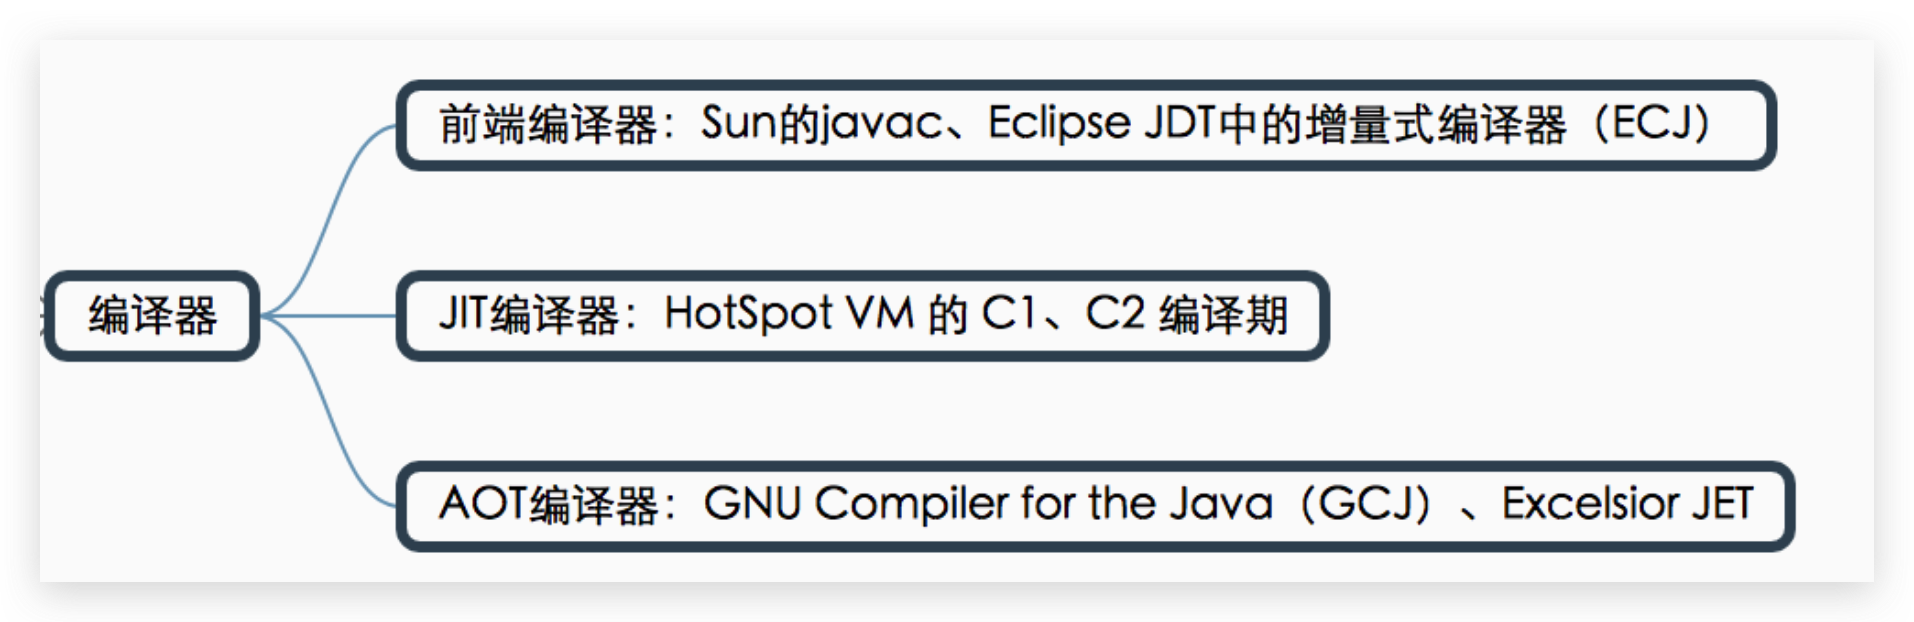 前端编译器：Sun的javac、Eclipse JDT中的增量式编译器（ECJ）
编译器
JIT编译器：HotSpot VM 的 C1、C2 编译期
AOT编译器：GNU Compiler for the Java（GCJ）、Excelsior JET